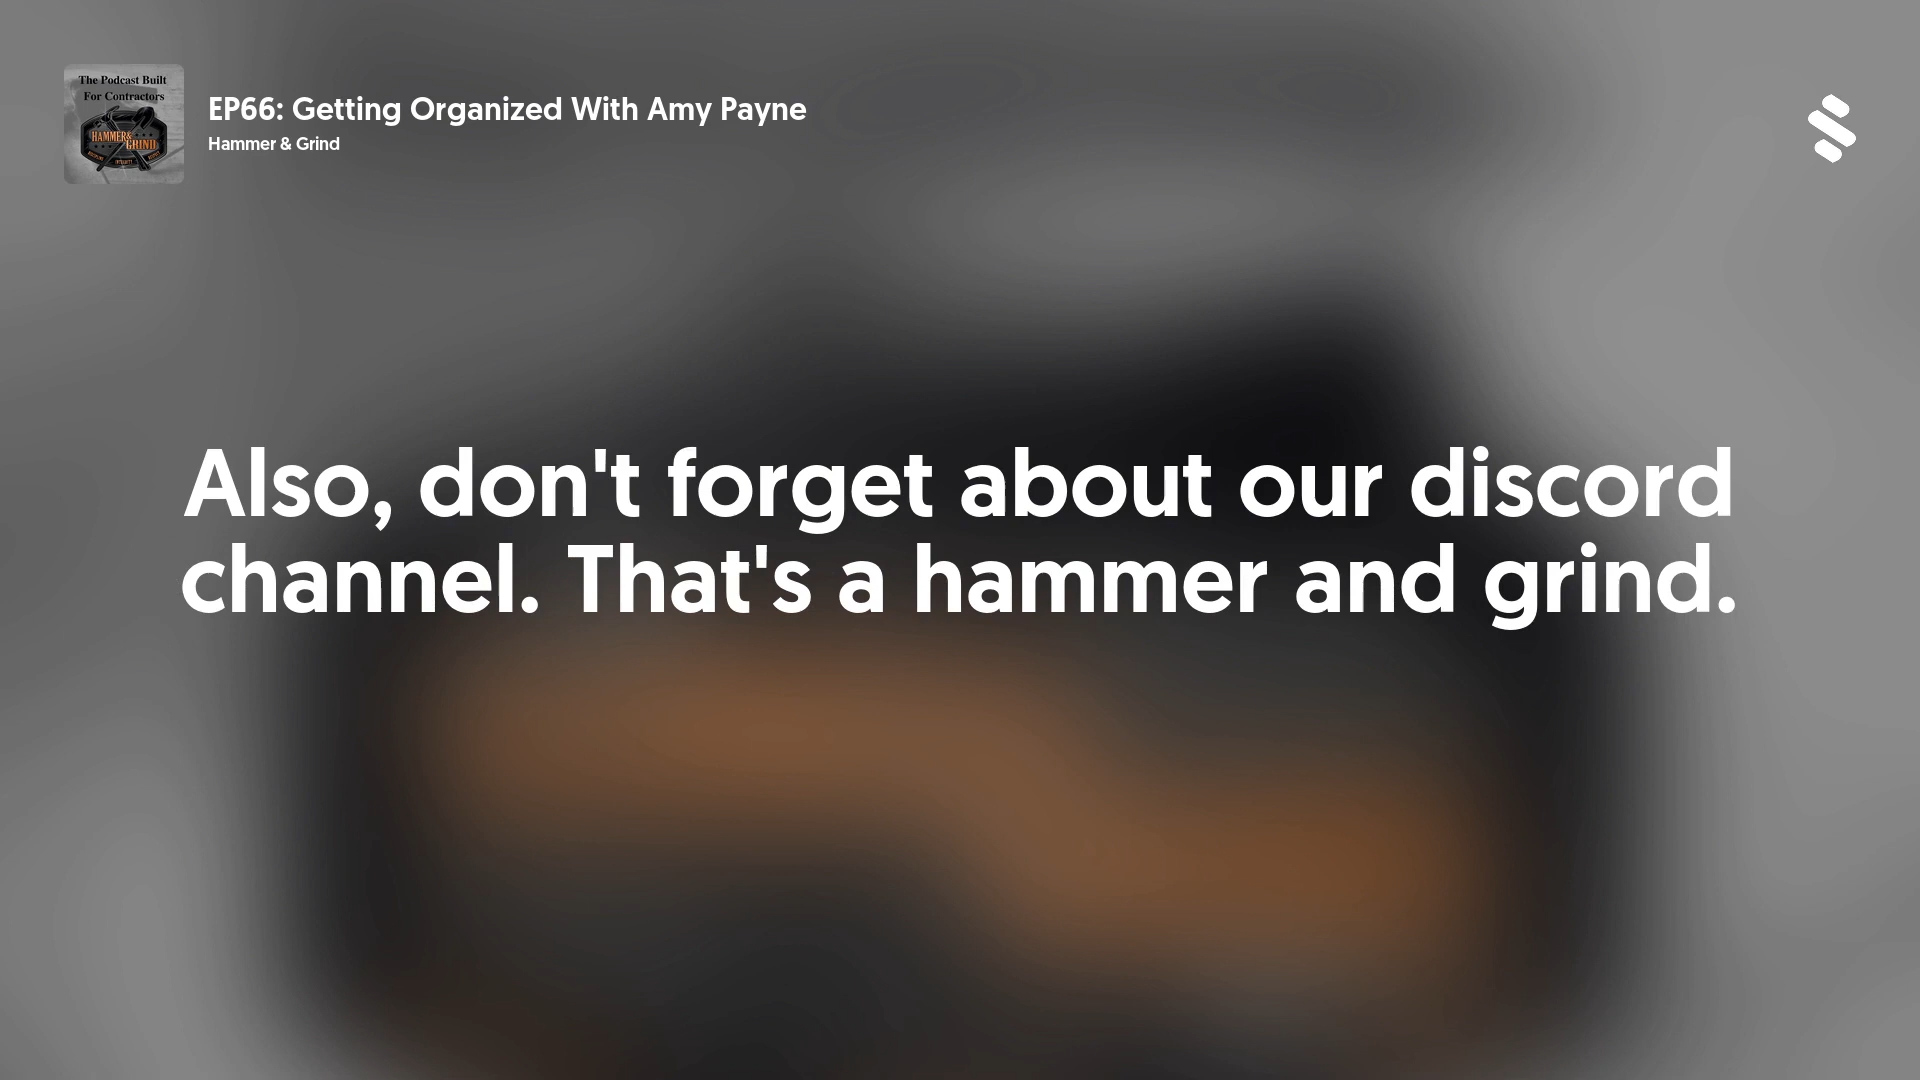 The Podcast Built
For Contractors
HAMMER&
GRIND
EP66: Getting Organized With Amy Payne
Hammer & Grind
Also, don't forget about our discord
channel. That's a hammer and grind.